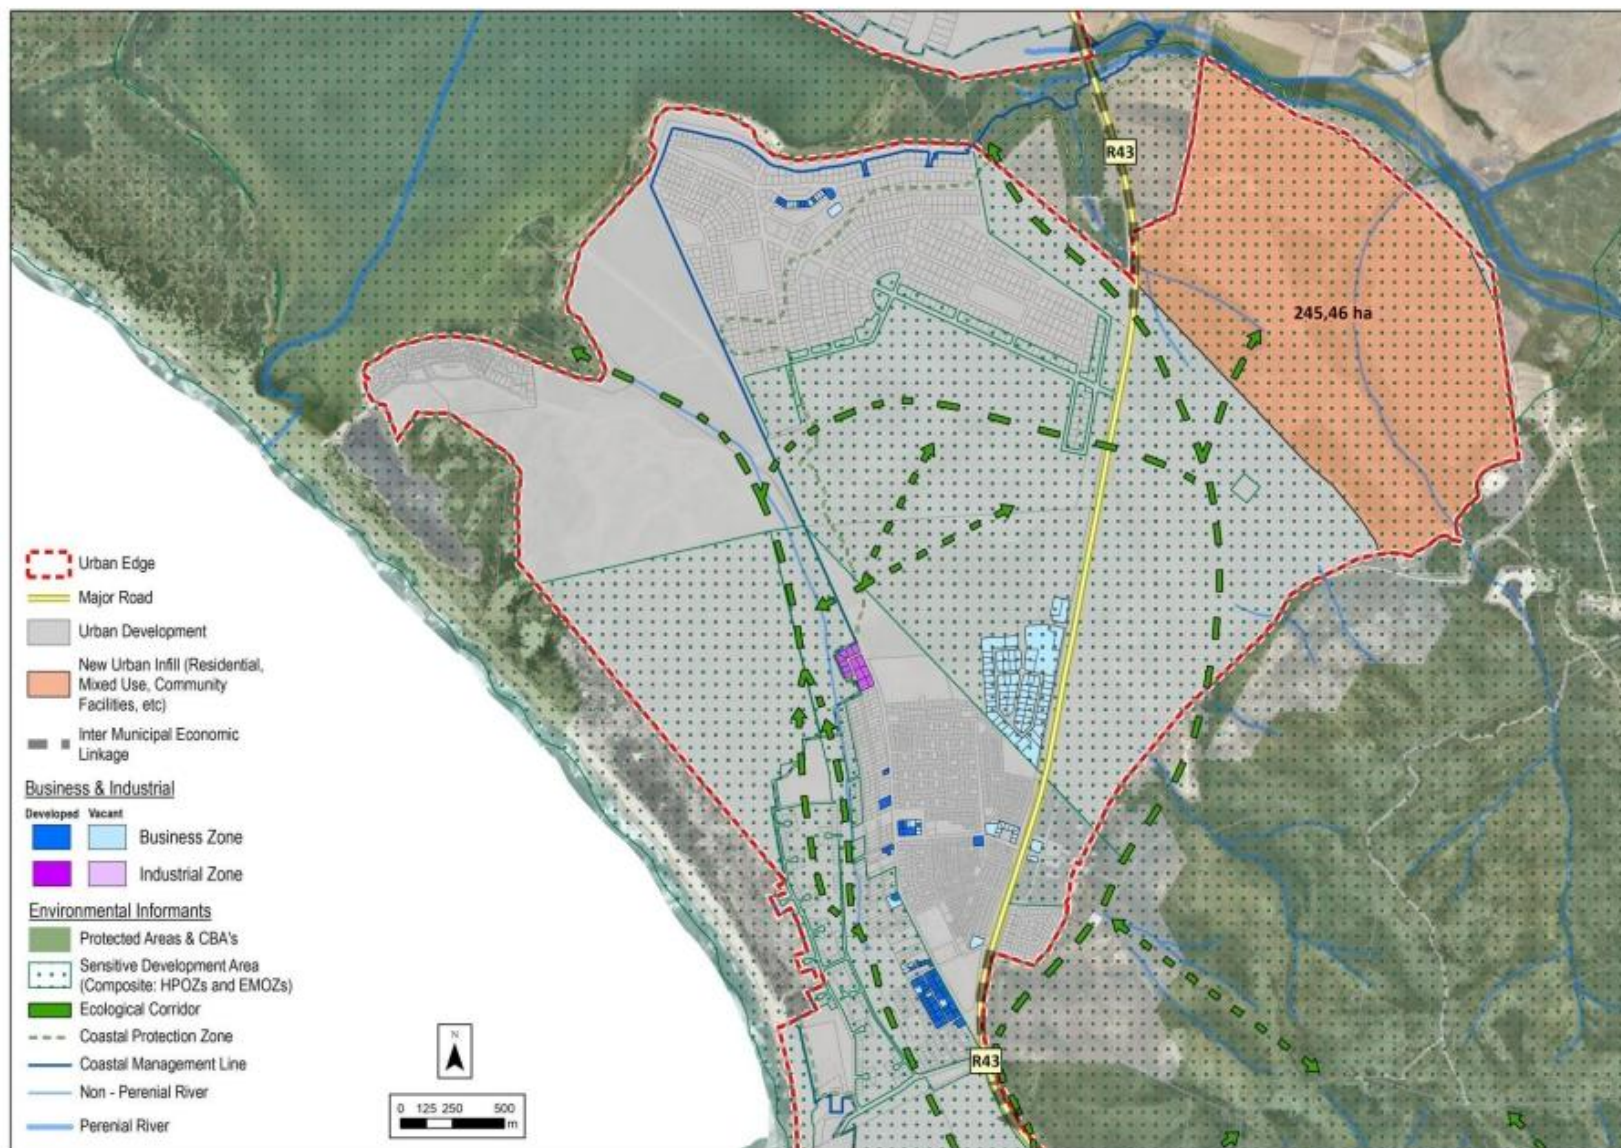 R43
245,46 ha
Urban Edge
Major Road
Urban Development
New Urban Infill (Residential,
Mixed Use, Community
Facilities, etc)
Inter Municipal Economic
Linkage
Business & Industrial
Developed Vacant
Business Zone
Industrial Zone
Environmental Informants
Protected Areas & CBA's
Sensitive Development Area
(Composite: HPOZs and EMOZs)
Ecological Corridor
Coastal Protection Zone
Coastal Management Line
Non - Perenial River
Perenial River
N
0 125 250 500
m
R43